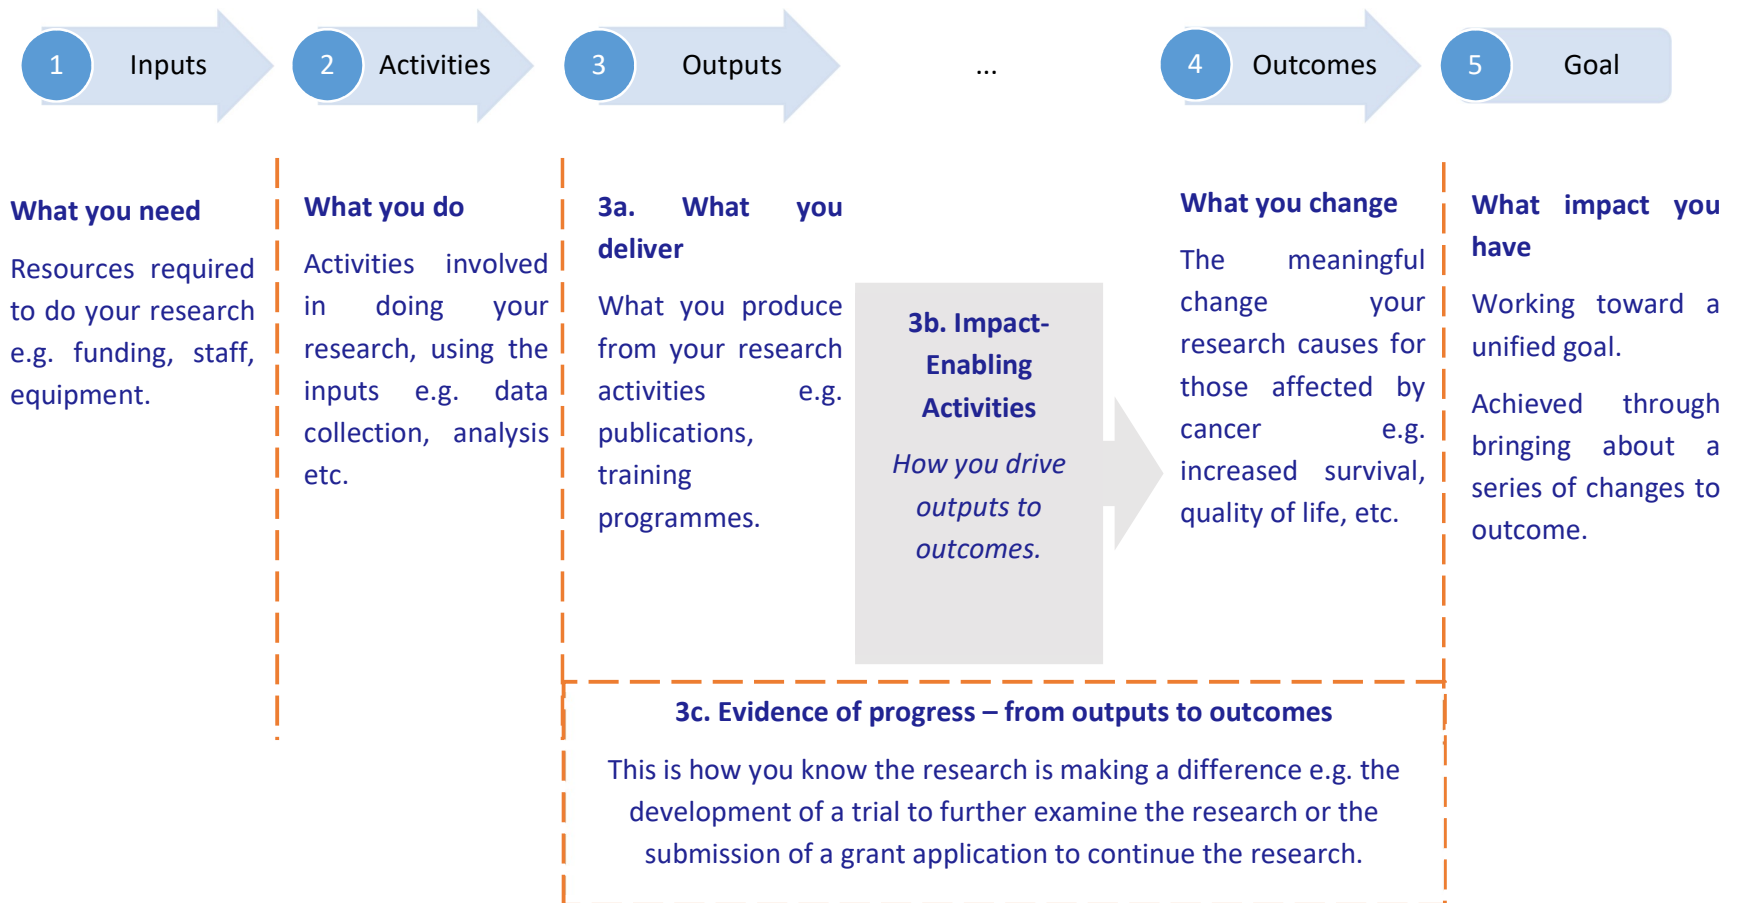 1 Inputs
2 Activities
3 Outputs
...
4 Outcomes
5 Goal
What you need
Resources required
to do your research
e.g. funding, staff,
equipment.
What you do
Activities involved
in doing your
research, using the
inputs e.g. data
collection, analysis
etc.
3a. What you
deliver
What you produce
from your research
activities e.g.
publications,
training
programmes.
3b. Impact-
Enabling
Activities
How you drive
outputs to
outcomes.
What you change
The meaningful
change your
research causes for
those affected by
cancer e.g.
increased survival,
quality of life, etc.
What impact you
have
Working toward a
unified goal.
Achieved through
bringing about a
series of changes to
outcome.
3c. Evidence of progress – from outputs to outcomes
This is how you know the research is making a difference e.g. the
development of a trial to further examine the research or the
submission of a grant application to continue the research.